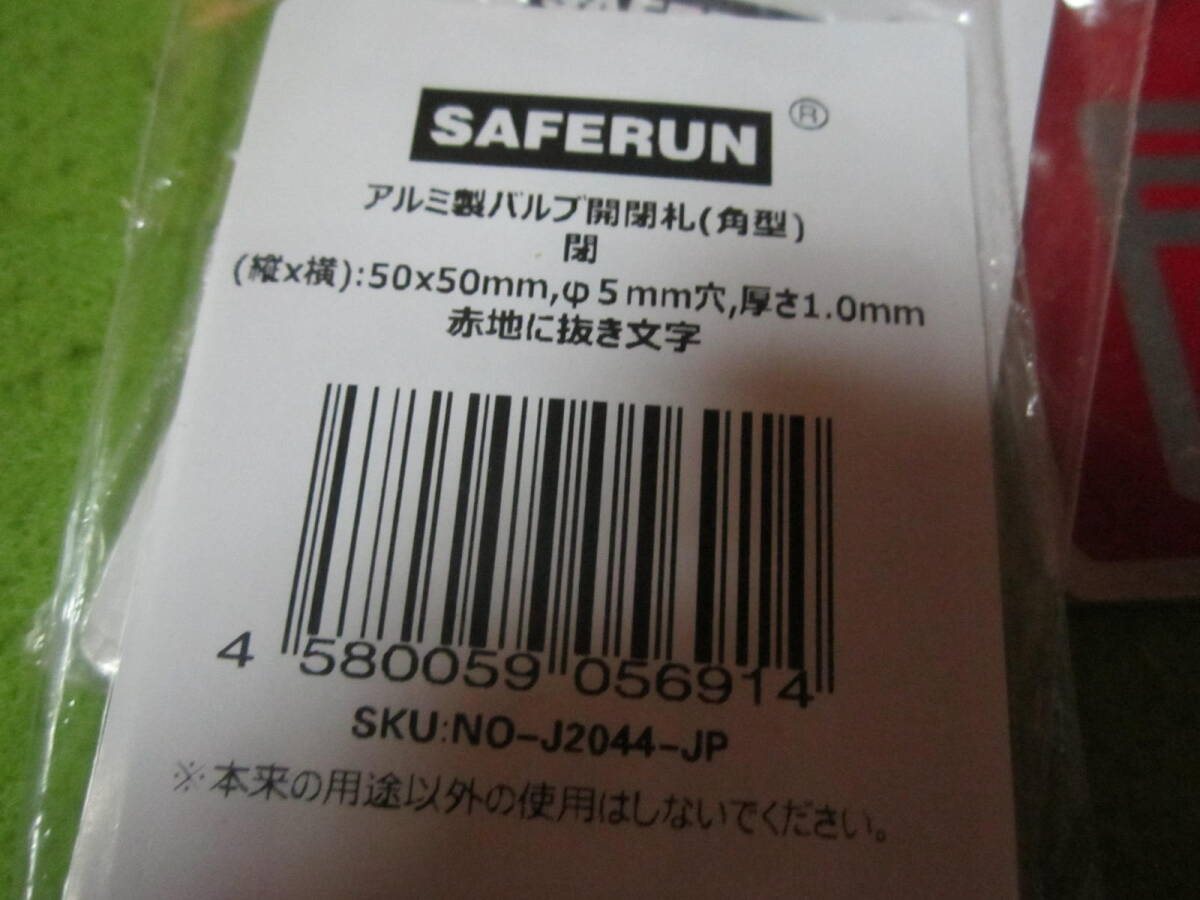 SAFERUN ®
アルミ製バルブ開閉札(角型)
閉
(縦x横):50x50mm,φ5mm穴,厚さ1.0mm
赤地に抜き文字
4 580059 056914
SKU:NO-J2044-JP
※本来の用途以外の使用はしないでください。